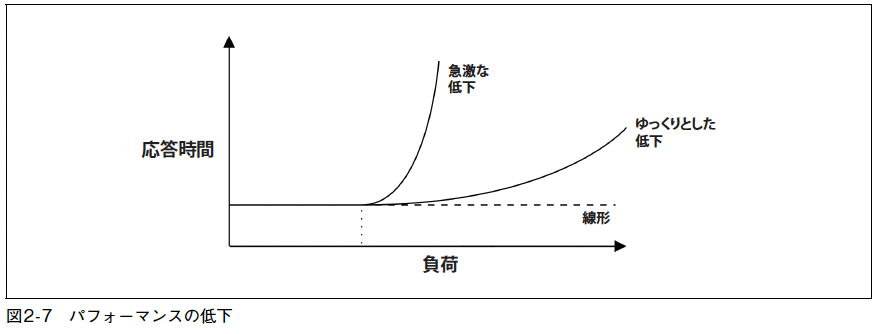 急激な
低下
ゆっくりとした
低下
応答時間
線形
負荷
図2-7 パフォーマンスの低下